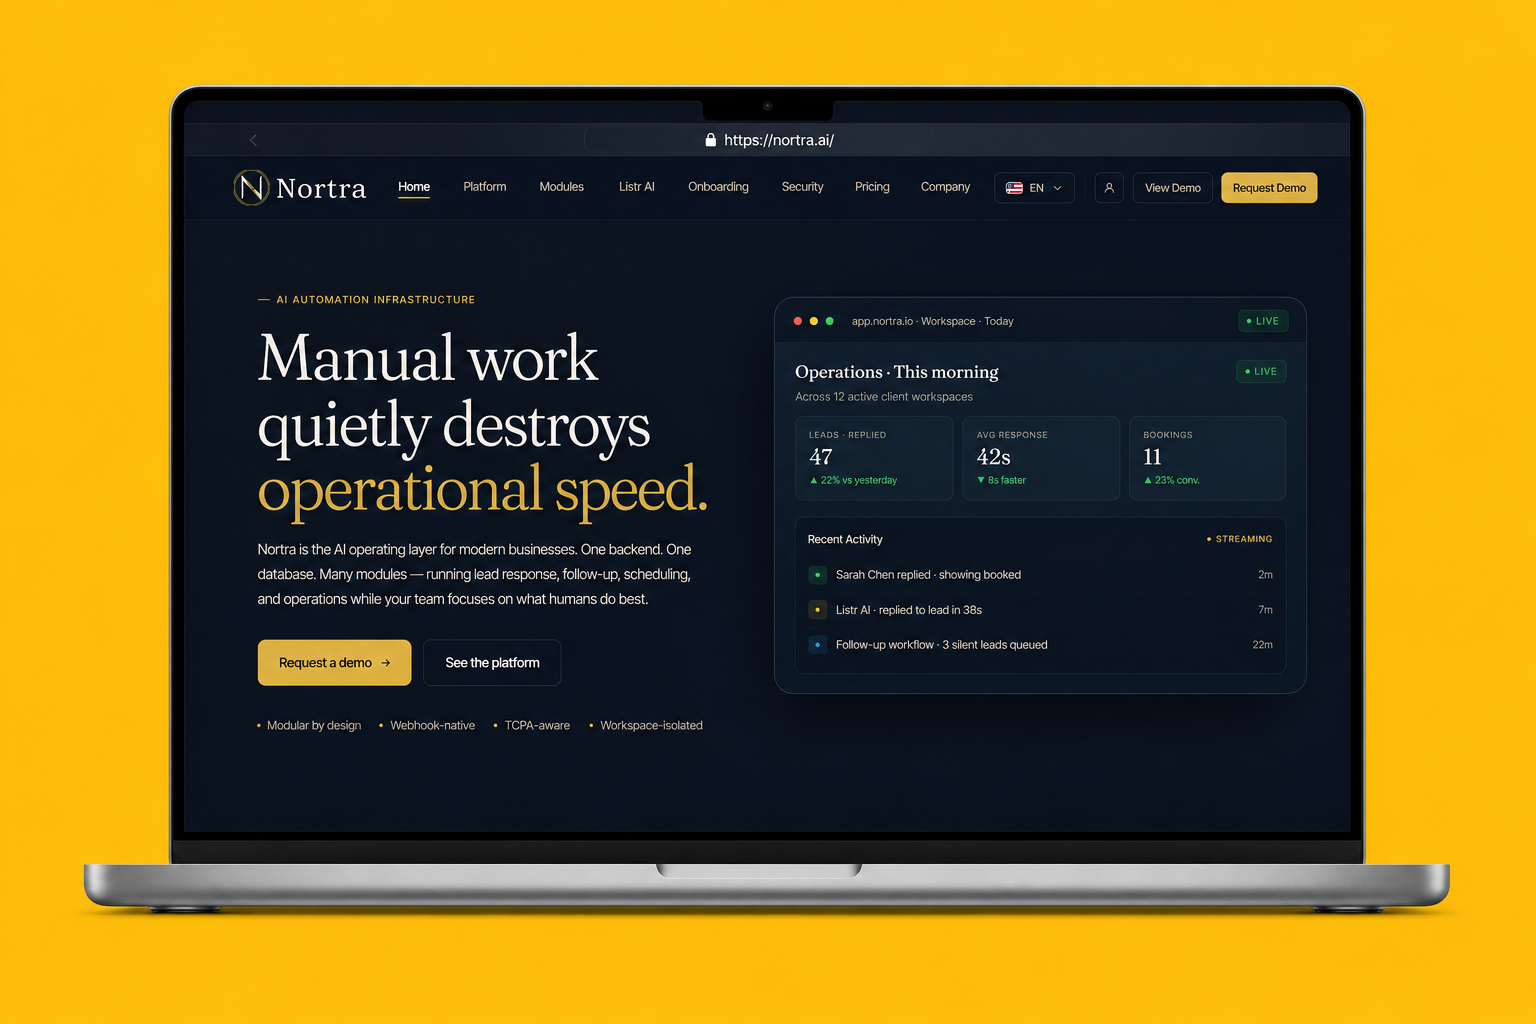 https://nortra.ai/
Nortra
Home
Platform
Modules
Listr AI
Onboarding
Security
Pricing
Company
EN
View Demo
Request Demo
— AI AUTOMATION INFRASTRUCTURE
Manual work
quietly destroys
operational speed.
Nortra is the AI operating layer for modern businesses. One backend. One
database. Many modules — running lead response, follow-up, scheduling,
and operations while your team focuses on what humans do best.
Request a demo →
See the platform
• Modular by design • Webhook-native • TCPA-aware • Workspace-isolated
app.nortra.io · Workspace · Today
• LIVE
Operations · This morning
• LIVE
Across 12 active client workspaces
LEADS · REPLIED
47
▲ 22% vs yesterday
AVG RESPONSE
42s
▼ 8s faster
BOOKINGS
11
▲ 23% conv.
Recent Activity
• STREAMING
Sarah Chen replied · showing booked
2m
Listr AI · replied to lead in 38s
7m
Follow-up workflow · 3 silent leads queued
22m